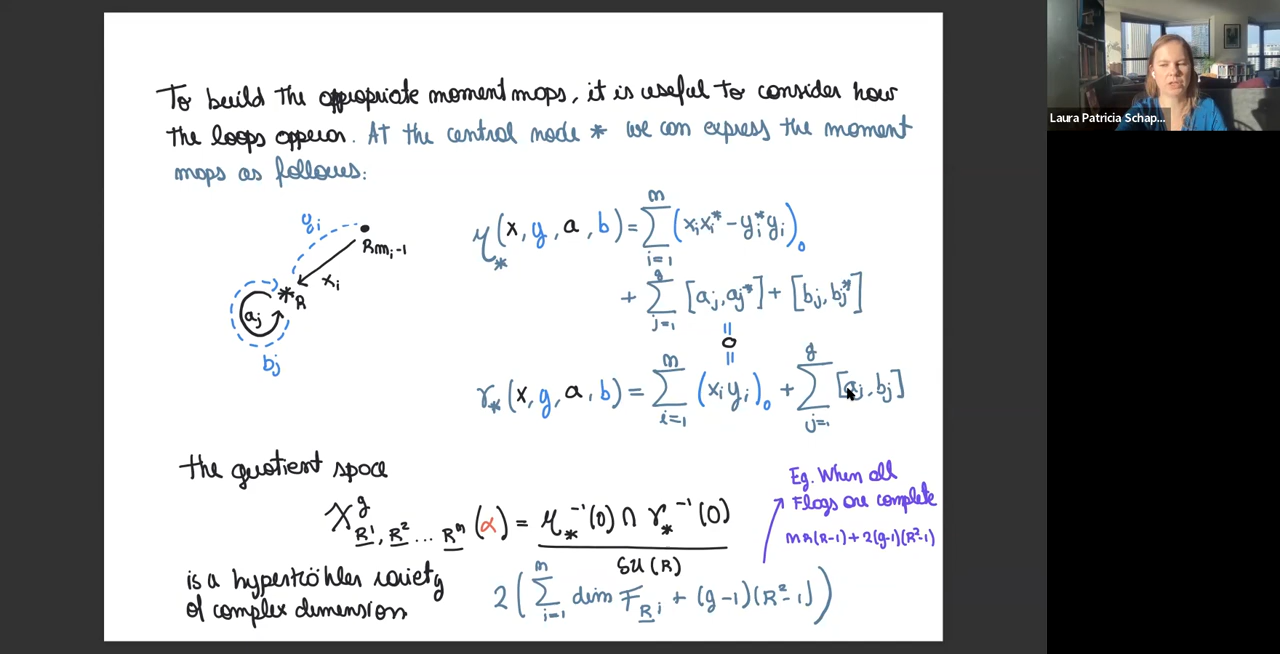 To build the appropriate moment maps, it is useful to consider how
the loops appear. At the central node * we can express the moment
maps as follows:
y_i
R_{m_i-1}
x_i
* R
a_j
b_j
μ_*(x, y, a, b) = Σ_{i=1}^{n} (x_i x_i^* - y_i^* y_i)_0
+ Σ_{j=1}^{g} [a_j, a_j^*] + [b_j, b_j^*]
= 0 =
γ_*(x, y, a, b) = Σ_{i=1}^{n} (x_i y_i)_0 + Σ_{j=1}^{g} [a_j, b_j]
the quotient space
X^g_{R^1, R^2 ... R^n} (α) = μ_*^{-1}(0) ∩ γ_*^{-1}(0)
SU(R)
Eg. When all
Flags are complete
n R(R-1) + 2(g-1)(R²-1)
is a hyperkähler variety
of complex dimension
2(Σ_{i=1}^{n} dim F_{R^i} + (g-1)(R²-1))
Laura Patricia Schap...